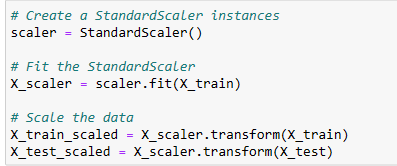 # Create a StandardScaler instances
scaler = StandardScaler()
# Fit the StandardScaler
X_scaler = scaler.fit(X_train)
# Scale the data
X_train_scaled = X_scaler.transform(X_train)
X_test_scaled = X_scaler.transform(X_test)